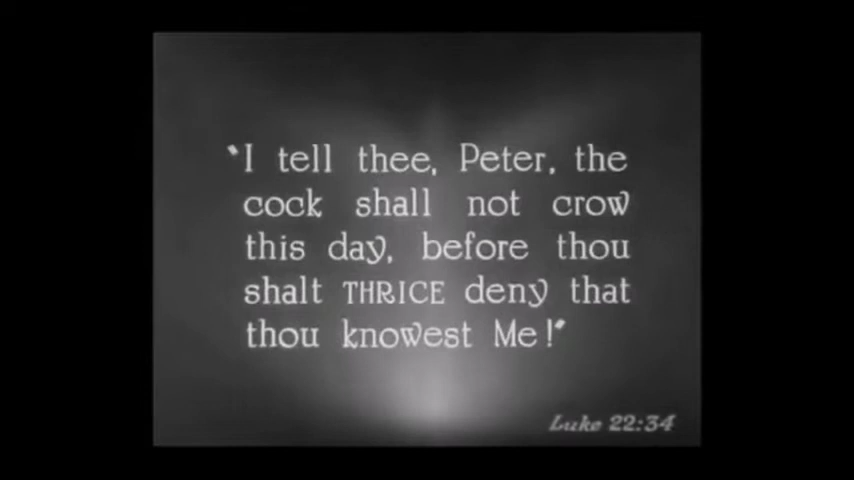 "I tell thee, Peter, the
cock shall not crow
this day, before thou
shalt THRICE deny that
thou knowest Me!"
Luke 22:34